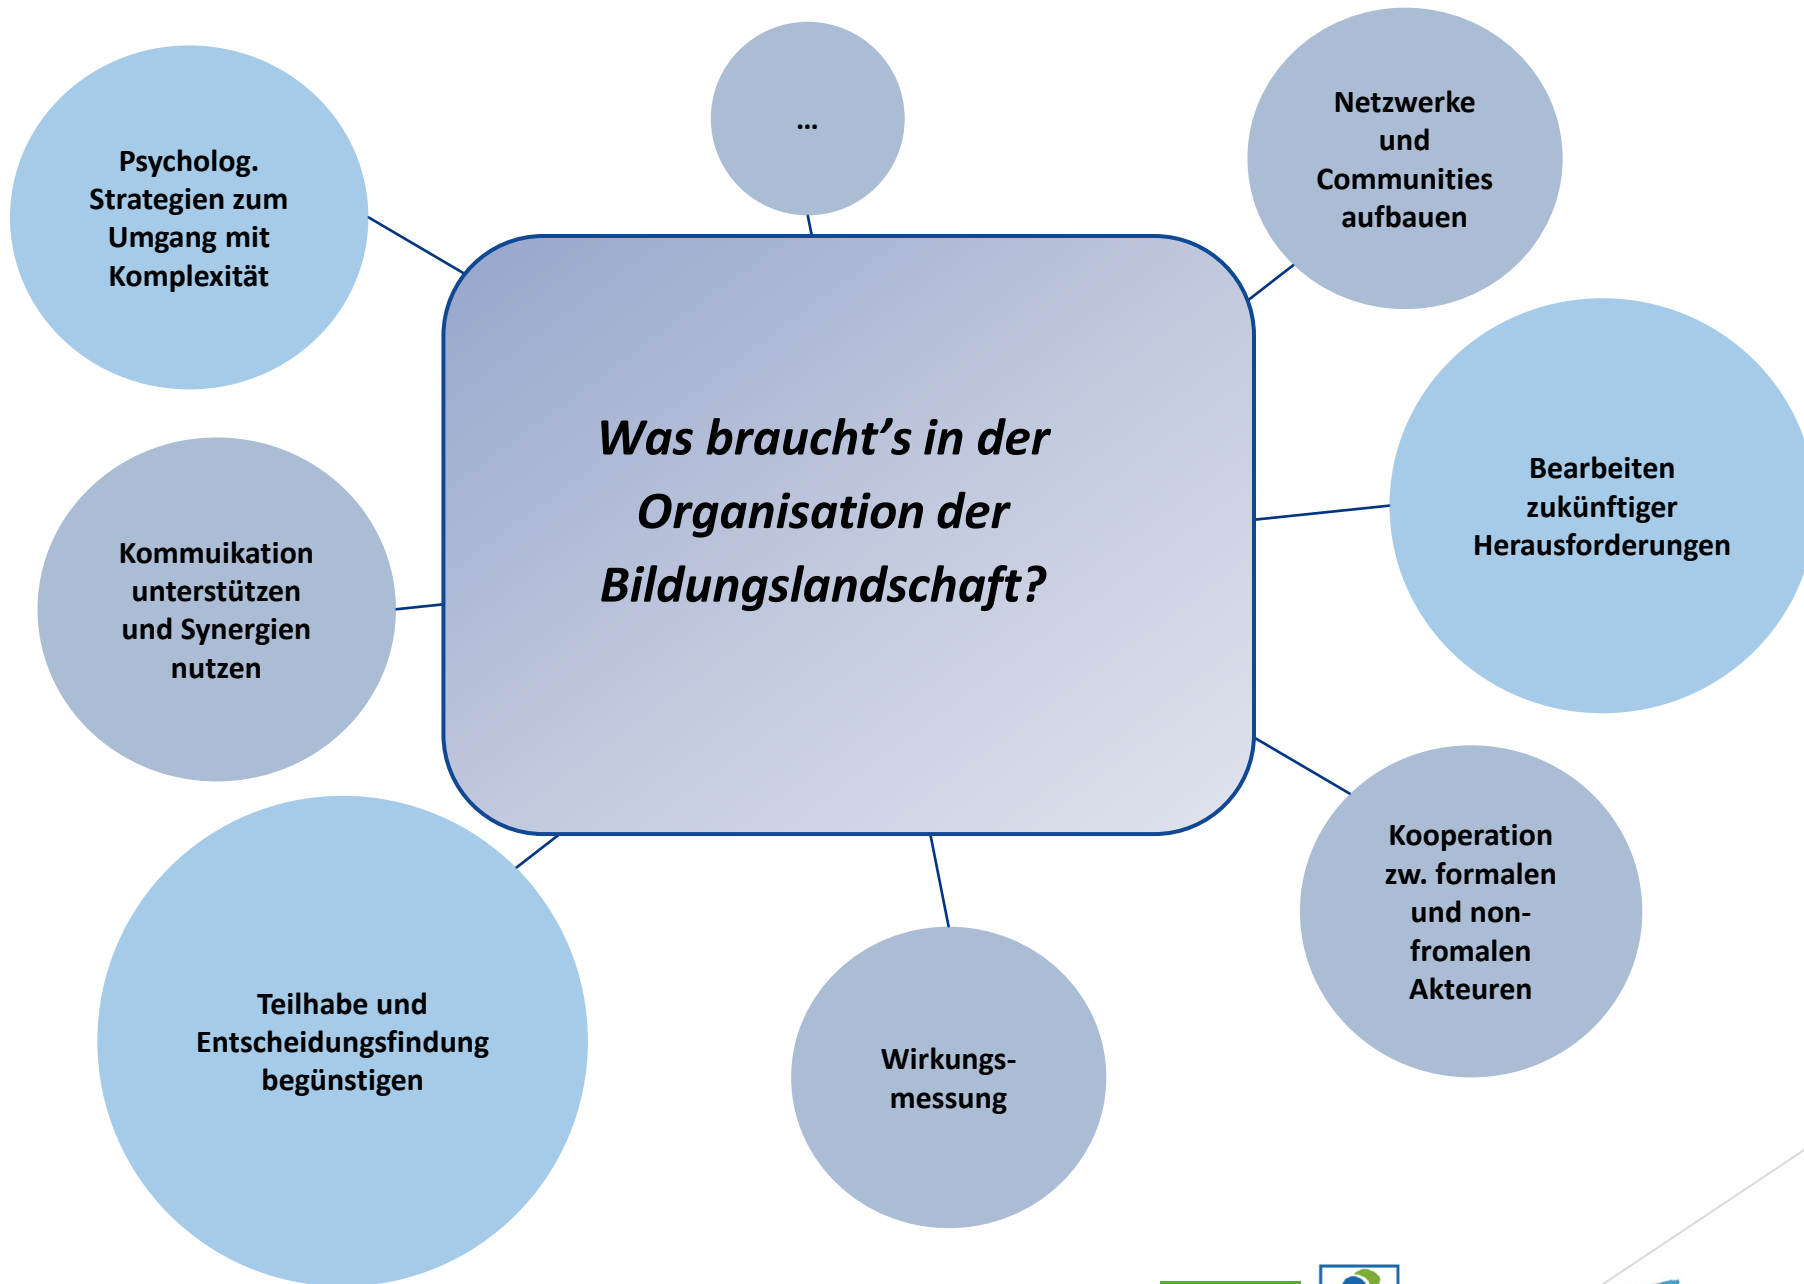 …
Netzwerke
und
Communities
aufbauen
Psycholog.
Strategien zum
Umgang mit
Komplexität
Was braucht’s in der
Organisation der
Bildungslandschaft?
Bearbeiten
zukünftiger
Herausforderungen
Kommuikation
unterstützen
und Synergien
nutzen
Kooperation
zw. formalen
und non-
fromalen
Akteuren
Teilhabe und
Entscheidungsfindung
begünstigen
Wirkungs-
messung